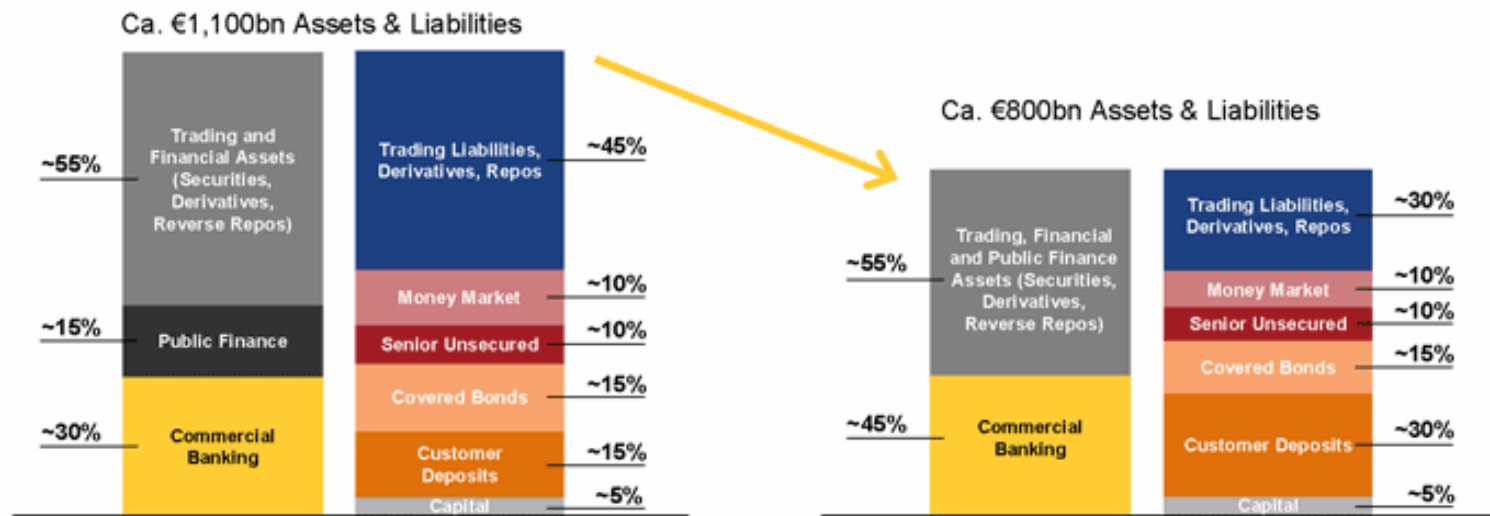 Ca. €1,100bn Assets & Liabilities
~55%
Trading and
Financial Assets
(Securities,
Derivatives,
Reverse Repos)
~15%
Public Finance
~30%
Commercial
Banking
Trading Liabilities,
Derivatives, Repos
~45%
Money Market
~10%
Senior Unsecured
~10%
Covered Bonds
~15%
Customer
Deposits
~15%
Capital
~5%
Ca. €800bn Assets & Liabilities
~55%
Trading, Financial
and Public Finance
Assets (Securities,
Derivatives,
Reverse Repos)
~45%
Commercial
Banking
Trading Liabilities,
Derivatives, Repos
~30%
Money Market
~10%
Senior Unsecured
~10%
Covered Bonds
~15%
Customer Deposits
~30%
Capital
~5%